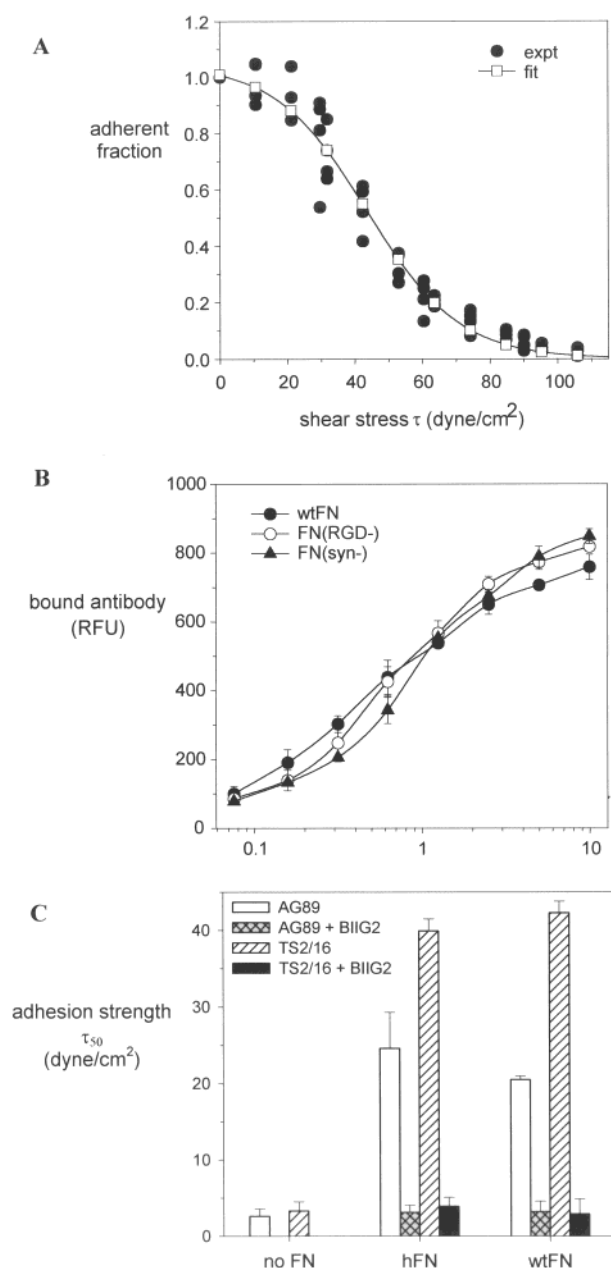 A
expt
fit
adherent
fraction
1.0
0.8
0.6
0.4
0.2
0.0
0 20 40 60 80 100
shear stress τ (dyne/cm²)
B
wtFN
FN(RGD-)
FN(syn-)
bound antibody
(RFU)
1000
800
600
400
200
0
0.1 1 10
C
AG89
AG89 + BIIG2
TS2/16
TS2/16 + BIIG2
adhesion strength
τ₅₀
(dyne/cm²)
40
30
20
10
0
no FN hFN wtFN